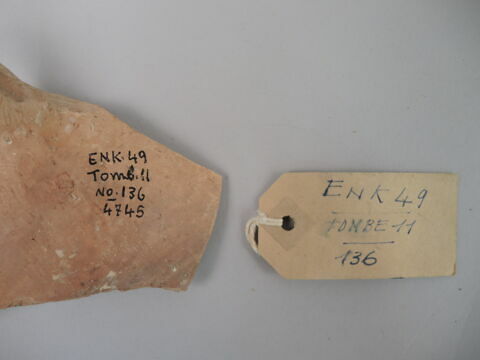 ENK.49
Tomb.11
No.136
4745
ENK 49
TOMBE-11
136